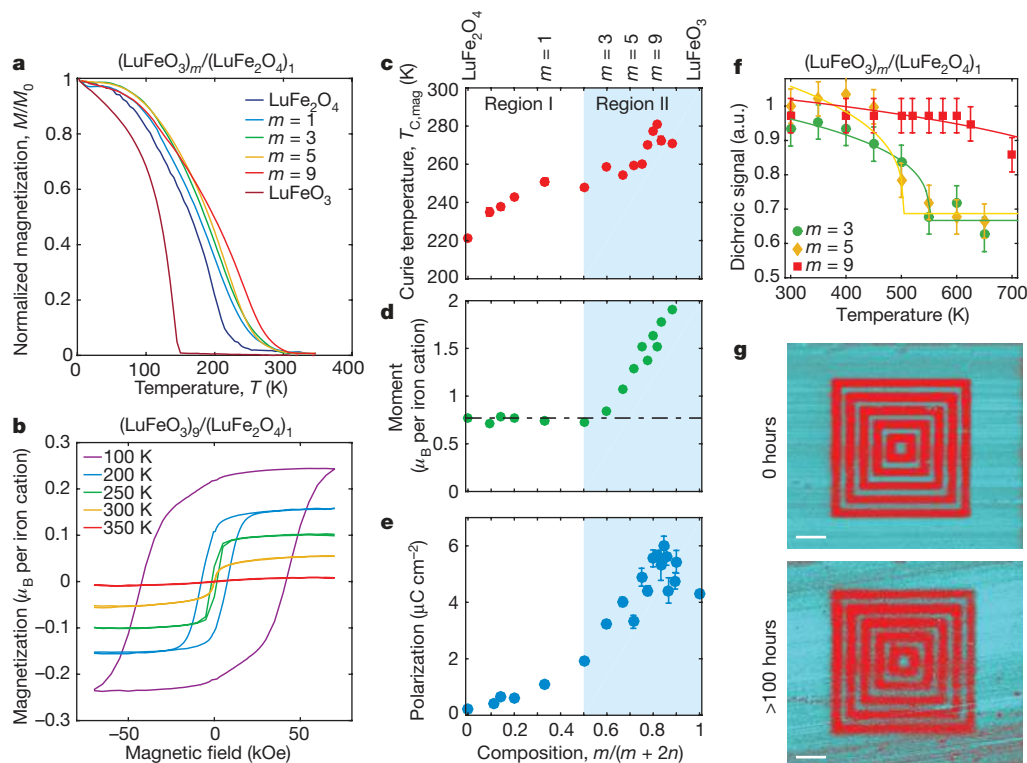 a
(LuFeO3)m/(LuFe2O4)1
Normalized magnetization, M/M0
1
0.8
0.6
0.4
0.2
0
0
100
200
300
400
Temperature, T (K)
LuFe2O4
m = 1
m = 3
m = 5
m = 9
LuFeO3
b
(LuFeO3)9/(LuFe2O4)1
Magnetization (μB per iron cation)
0.3
0.2
0.1
0
−0.1
−0.2
−0.3
100 K
200 K
250 K
300 K
350 K
−50
0
50
Magnetic field (kOe)
c
LuFe2O4
m = 1
m = 3
m = 5
m = 9
LuFeO3
Curie temperature, TC,mag (K)
300
280
260
240
220
200
Region I
Region II
d
Moment
(μB per iron cation)
2
1.5
1
0.5
0
e
Polarization (μC cm−2)
6
4
2
0
0
0.2
0.4
0.6
0.8
1
Composition, m/(m + 2n)
f
(LuFeO3)m/(LuFe2O4)1
Dichroic signal (a.u.)
1
0.9
0.8
0.7
0.6
0.5
m = 3
m = 5
m = 9
300
400
500
600
700
Temperature (K)
g
0 hours
>100 hours